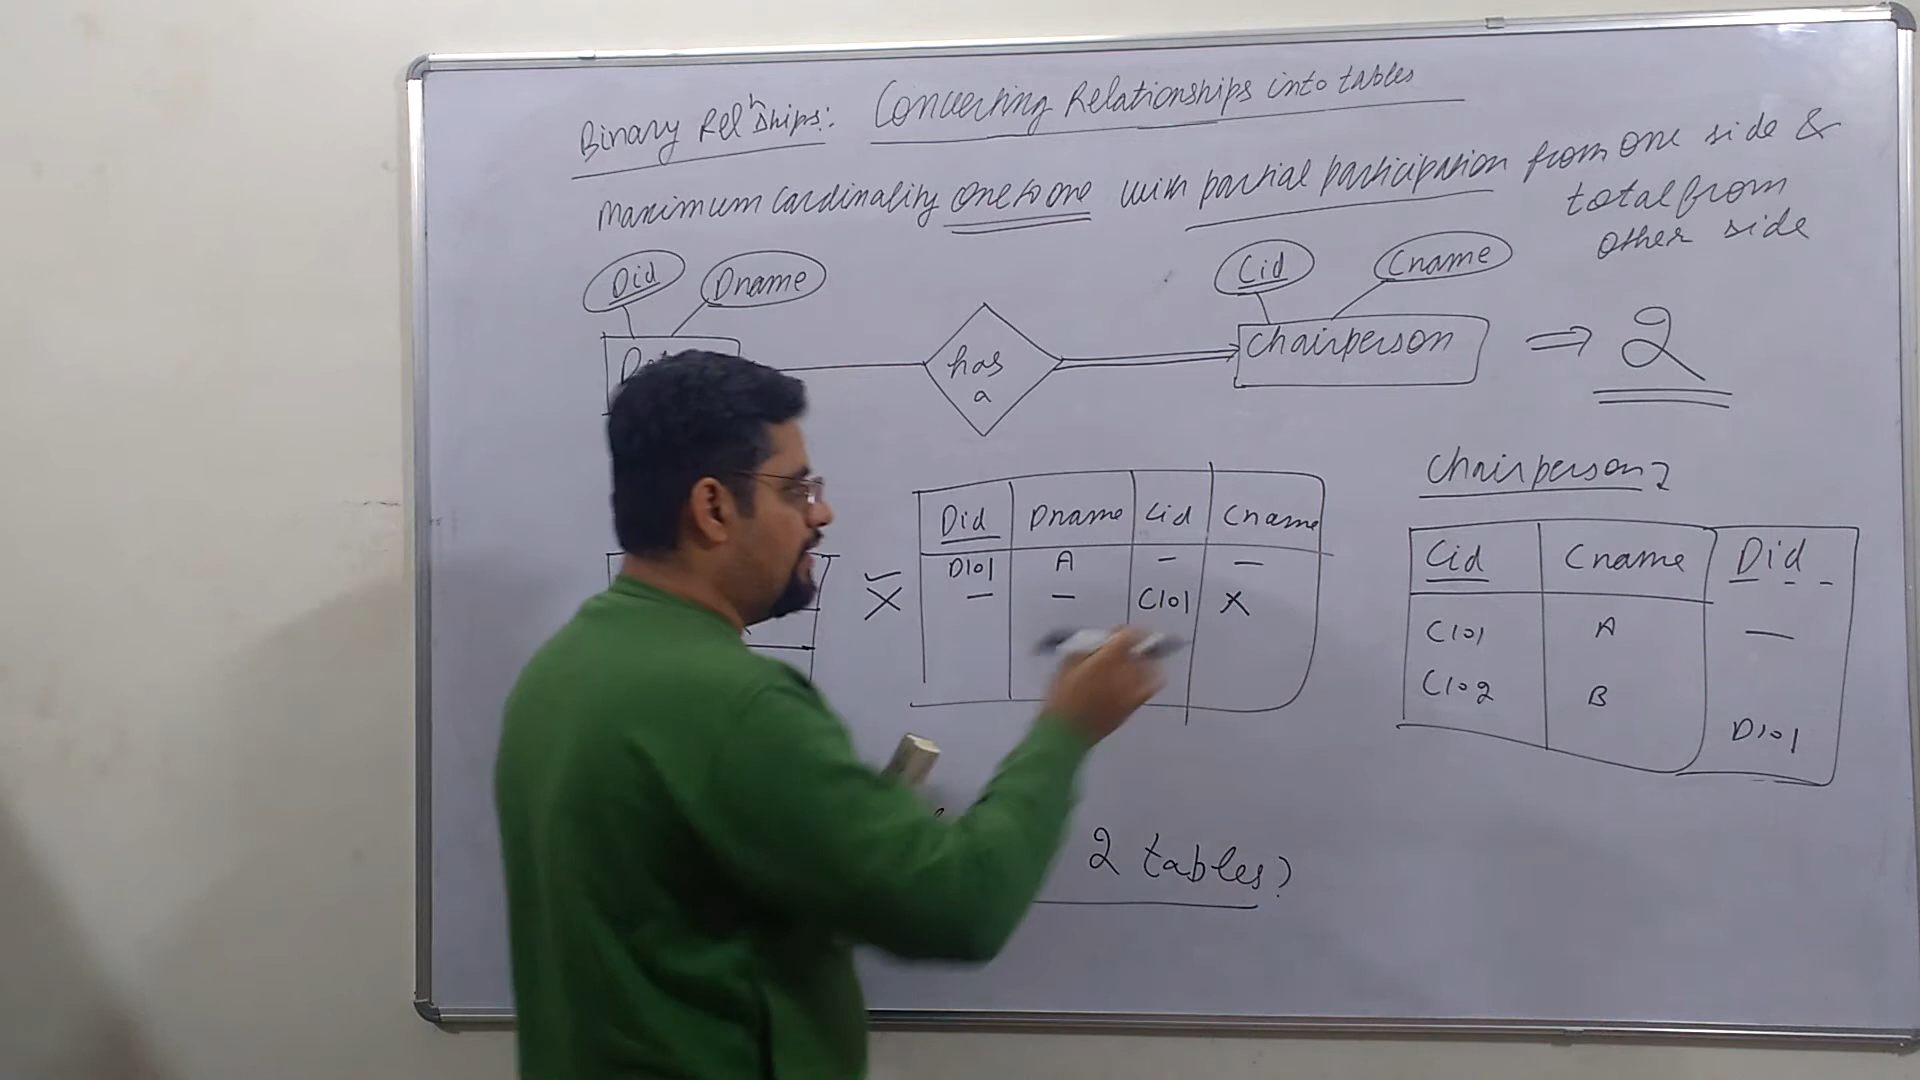 Binary Relships: Converting Relationships into tables
Maximum cardinality one to one with partial participation from one side &
total from
other side
Did Dname Cid Cname
has
a
chairperson ⇒ 2
Chairperson
Did Dname Cid Cname
D101 A — —
— — C101 X
Cid Cname Did
C101 A —
C102 B
D101
2 tables?